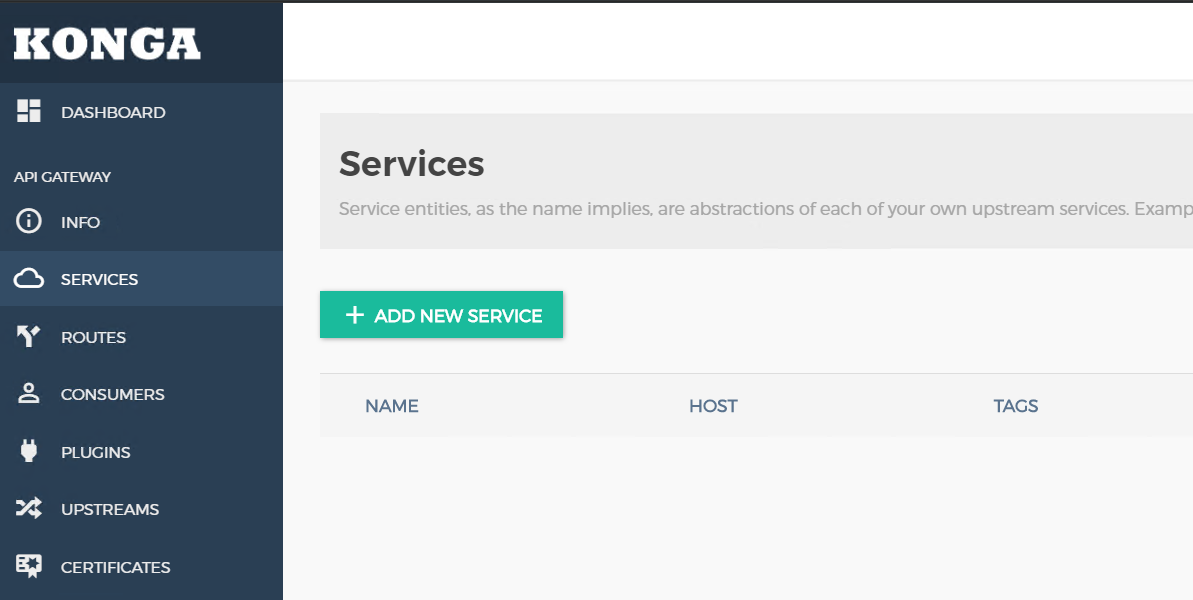 KONGA
DASHBOARD
API GATEWAY
INFO
SERVICES
ROUTES
CONSUMERS
PLUGINS
UPSTREAMS
CERTIFICATES
Services
Service entities, as the name implies, are abstractions of each of your own upstream services. Examp
+ ADD NEW SERVICE
NAME HOST TAGS